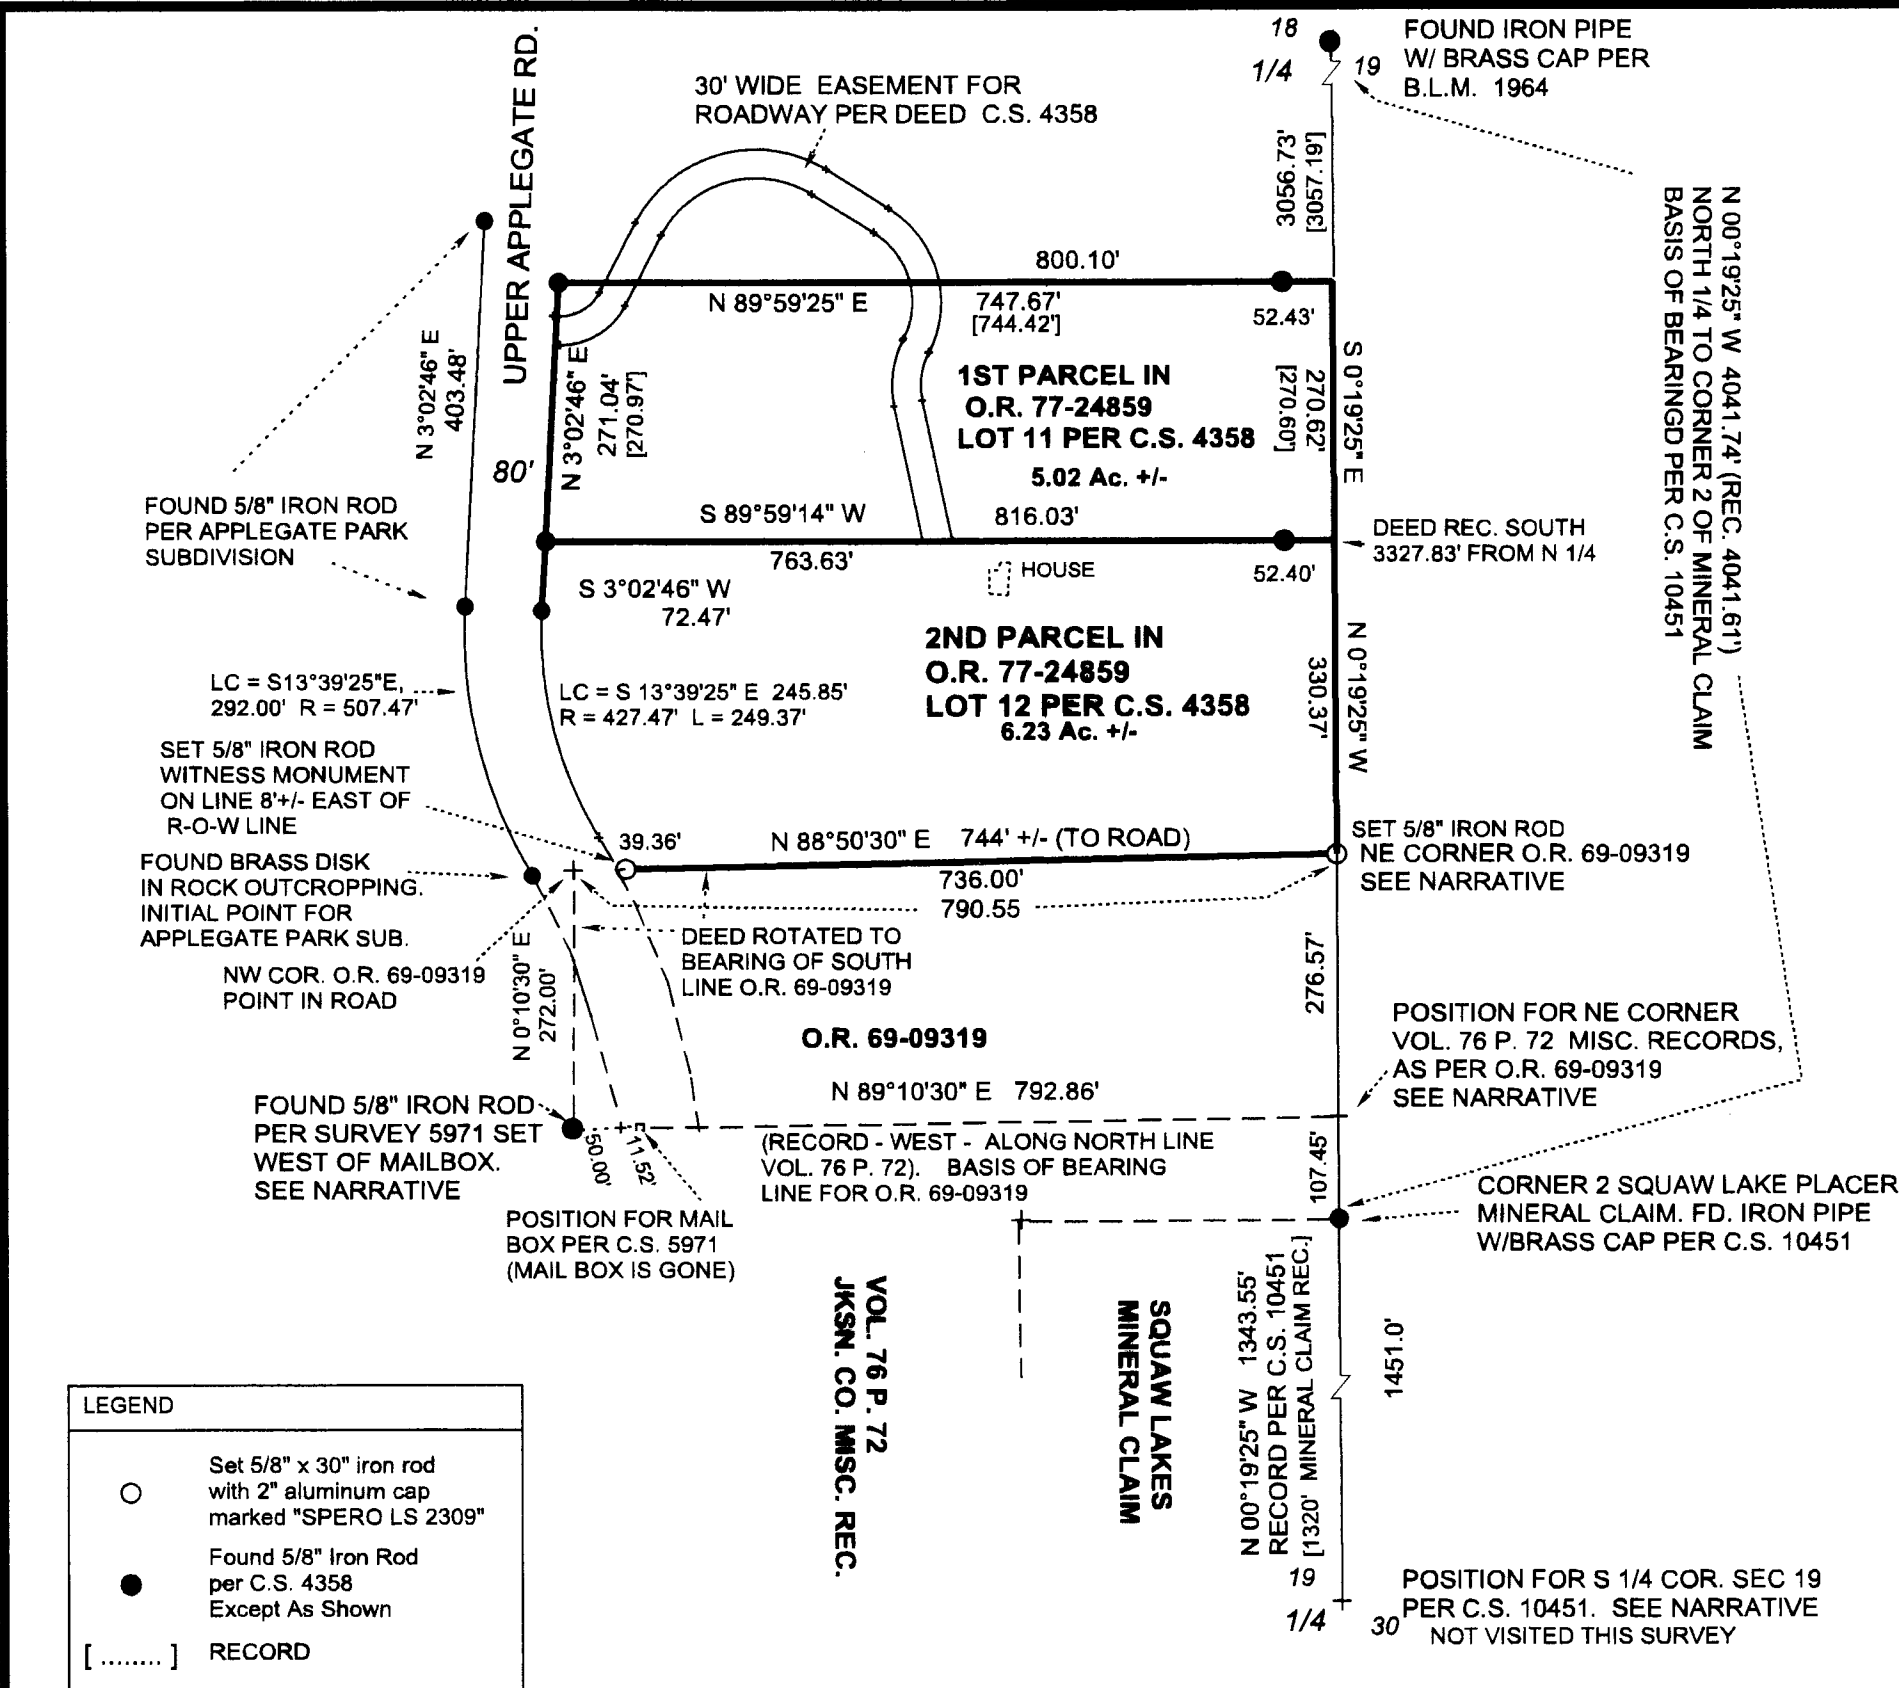 18
1/4
19
FOUND IRON PIPE
W/ BRASS CAP PER
B.L.M. 1964
30' WIDE EASEMENT FOR
ROADWAY PER DEED C.S. 4358
UPPER APPLEGATE RD.
80'
3056.73'
[3057.19']
N 00°19'25" W 4041.74' (REC. 4041.61')
NORTH 1/4 TO CORNER 2 OF MINERAL CLAIM
BASIS OF BEARINGD PER C.S. 10451
800.10'
N 89°59'25" E
747.67'
[744.42']
52.43'
N 3°02'46" E
403.48'
N 3°02'46" E
271.04'
[270.97']
1ST PARCEL IN
O.R. 77-24859
LOT 11 PER C.S. 4358
5.02 Ac. +/-
S 0°19'25" E
270.62'
[270.60']
FOUND 5/8" IRON ROD
PER APPLEGATE PARK
SUBDIVISION
S 89°59'14" W
816.03'
763.63'
52.40'
DEED REC. SOUTH
3327.83' FROM N 1/4
HOUSE
S 3°02'46" W
72.47'
2ND PARCEL IN
O.R. 77-24859
LOT 12 PER C.S. 4358
6.23 Ac. +/-
N 0°19'25" W
330.37'
LC = S13°39'25"E,
292.00' R = 507.47'
LC = S 13°39'25" E 245.85'
R = 427.47' L = 249.37'
SET 5/8" IRON ROD
WITNESS MONUMENT
ON LINE 8'+/- EAST OF
R-O-W LINE
39.36'
N 88°50'30" E 744' +/- (TO ROAD)
736.00'
790.55
SET 5/8" IRON ROD
NE CORNER O.R. 69-09319
SEE NARRATIVE
FOUND BRASS DISK
IN ROCK OUTCROPPING.
INITIAL POINT FOR
APPLEGATE PARK SUB.
NW COR. O.R. 69-09319
POINT IN ROAD
N 0°10'30" E
272.00'
DEED ROTATED TO
BEARING OF SOUTH
LINE O.R. 69-09319
276.57'
O.R. 69-09319
POSITION FOR NE CORNER
VOL. 76 P. 72 MISC. RECORDS,
AS PER O.R. 69-09319
SEE NARRATIVE
N 89°10'30" E 792.86'
FOUND 5/8" IRON ROD
PER SURVEY 5971 SET
WEST OF MAILBOX.
SEE NARRATIVE
50.00'
11.52'
(RECORD - WEST - ALONG NORTH LINE
VOL. 76 P. 72). BASIS OF BEARING
LINE FOR O.R. 69-09319
107.45'
CORNER 2 SQUAW LAKE PLACER
MINERAL CLAIM. FD. IRON PIPE
W/BRASS CAP PER C.S. 10451
POSITION FOR MAIL
BOX PER C.S. 5971
(MAIL BOX IS GONE)
VOL. 76 P. 72
JKSN. CO. MISC. REC.
SQUAW LAKES
MINERAL CLAIM
N 00°19'25" W 1343.55'
RECORD PER C.S. 10451
[1320' MINERAL CLAIM REC.]
1451.0'
19
1/4
30
POSITION FOR S 1/4 COR. SEC 19
PER C.S. 10451. SEE NARRATIVE
NOT VISITED THIS SURVEY
LEGEND
Set 5/8" x 30" iron rod
with 2" aluminum cap
marked "SPERO LS 2309"
Found 5/8" Iron Rod
per C.S. 4358
Except As Shown
[ ........ ] RECORD